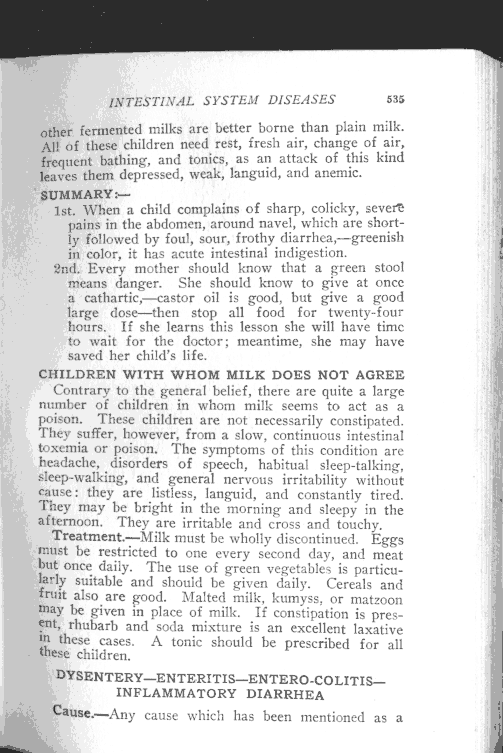 INTESTINAL SYSTEM DISEASES 535
other fermented milks are better borne than plain milk.
All of these children need rest, fresh air, change of air,
frequent bathing, and tonics, as an attack of this kind
leaves them depressed, weak, languid, and anemic.
SUMMARY:—
1st. When a child complains of sharp, colicky, severe
pains in the abdomen, around navel, which are short-
ly followed by foul, sour, frothy diarrhea,—greenish
in color, it has acute intestinal indigestion.
2nd. Every mother should know that a green stool
means danger. She should know to give at once
a cathartic,—castor oil is good, but give a good
large dose—then stop all food for twenty-four
hours. If she learns this lesson she will have time
to wait for the doctor; meantime, she may have
saved her child's life.
CHILDREN WITH WHOM MILK DOES NOT AGREE
Contrary to the general belief, there are quite a large
number of children in whom milk seems to act as a
poison. These children are not necessarily constipated.
They suffer, however, from a slow, continuous intestinal
toxemia or poison. The symptoms of this condition are
headache, disorders of speech, habitual sleep-talking,
sleep-walking, and general nervous irritability without
cause: they are listless, languid, and constantly tired.
They may be bright in the morning and sleepy in the
afternoon. They are irritable and cross and touchy.
Treatment.—Milk must be wholly discontinued. Eggs
must be restricted to one every second day, and meat
but once daily. The use of green vegetables is particu-
larly suitable and should be given daily. Cereals and
fruit also are good. Malted milk, kumyss, or matzoon
may be given in place of milk. If constipation is pres-
ent, rhubarb and soda mixture is an excellent laxative
in these cases. A tonic should be prescribed for all
these children.
DYSENTERY—ENTERITIS—ENTERO-COLITIS—
INFLAMMATORY DIARRHEA
Cause.—Any cause which has been mentioned as a